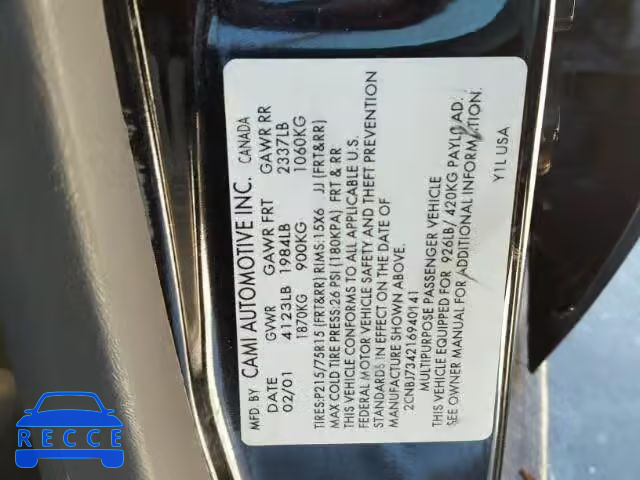 MFD. BY CAMI AUTOMOTIVE INC. CANADA
DATE GVWR GAWR FRT GAWR RR
02/01 4123LB 1984LB 2337LB
1870KG 900KG 1060KG
TIRES:P215/75R15 (FRT&RR) RIMS:15X6 JJ (FRT&RR)
MAX COLD TIRE PRESS:26 PSI (180KPA) FRT & RR
THIS VEHICLE CONFORMS TO ALL APPLICABLE U.S.
FEDERAL MOTOR VEHICLE SAFETY AND THEFT PREVENTION
STANDARDS IN EFFECT ON THE DATE OF
MANUFACTURE SHOWN ABOVE.
2CNBJ734216940141
MULTIPURPOSE PASSENGER VEHICLE
THIS VEHICLE EQUIPPED FOR 926LB/ 420KG PAYLOAD.
SEE OWNER MANUAL FOR ADDITIONAL INFORMATION.
Y1L USA
RECCE